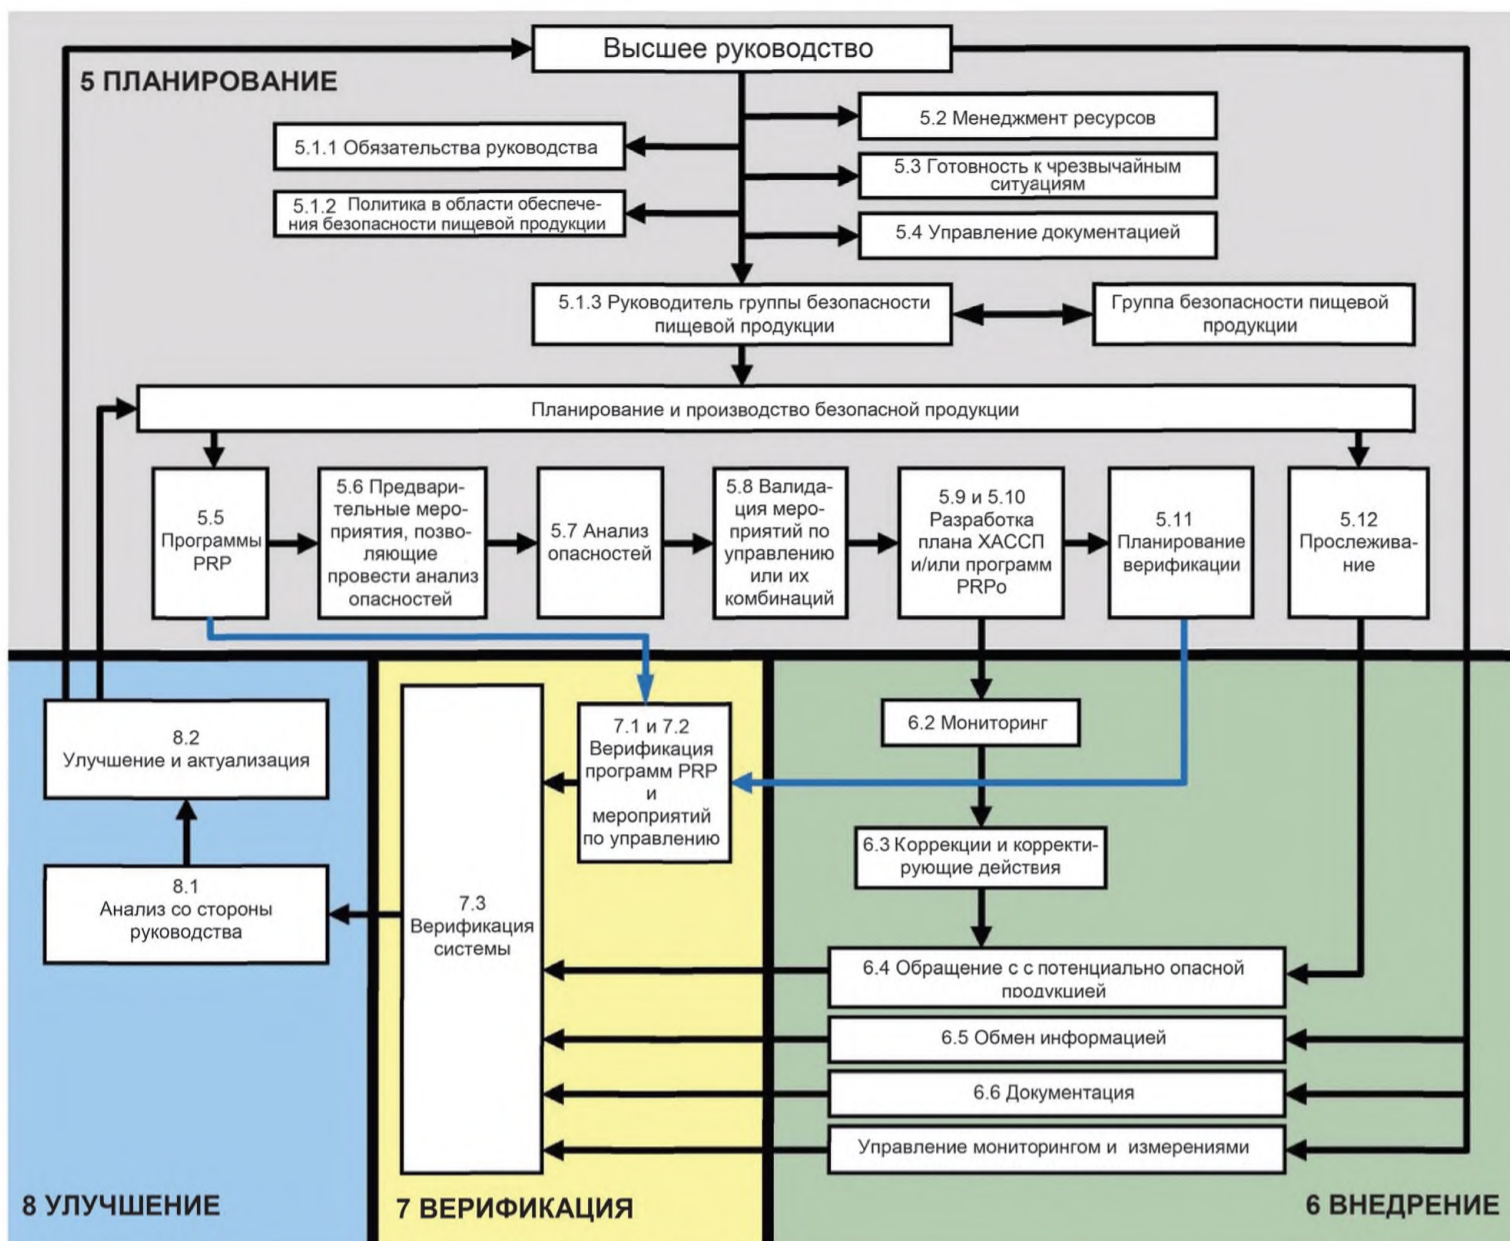 Высшее руководство
5 ПЛАНИРОВАНИЕ
5.2 Менеджмент ресурсов
5.1.1 Обязательства руководства
5.3 Готовность к чрезвычайным
ситуациям
5.1.2 Политика в области обеспече-
ния безопасности пищевой продукции
5.4 Управление документацией
5.1.3 Руководитель группы безопасности
пищевой продукции
Группа безопасности пищевой
продукции
Планирование и производство безопасной продукции
5.5
Программы
PRP
5.6 Предвари-
тельные меро-
приятия, позво-
ляющие
провести анализ
опасностей
5.7 Анализ
опасностей
5.8 Валида-
ция меро-
приятий по
управлению
или их
комбинаций
5.9 и 5.10
Разработка
плана ХАССП
и/или программ
PRPo
5.11
Планирование
верификации
5.12
Прослежива-
ние
8.2
Улучшение и актуализация
8.1
Анализ со стороны
руководства
8 УЛУЧШЕНИЕ
7.3
Верификация
системы
7.1 и 7.2
Верификация
программ PRP
и
мероприятий
по управлению
7 ВЕРИФИКАЦИЯ
6.2 Мониторинг
6.3 Коррекции и корректи-
рующие действия
6.4 Обращение с с потенциально опасной
продукцией
6.5 Обмен информацией
6.6 Документация
Управление мониторингом и измерениями
6 ВНЕДРЕНИЕ